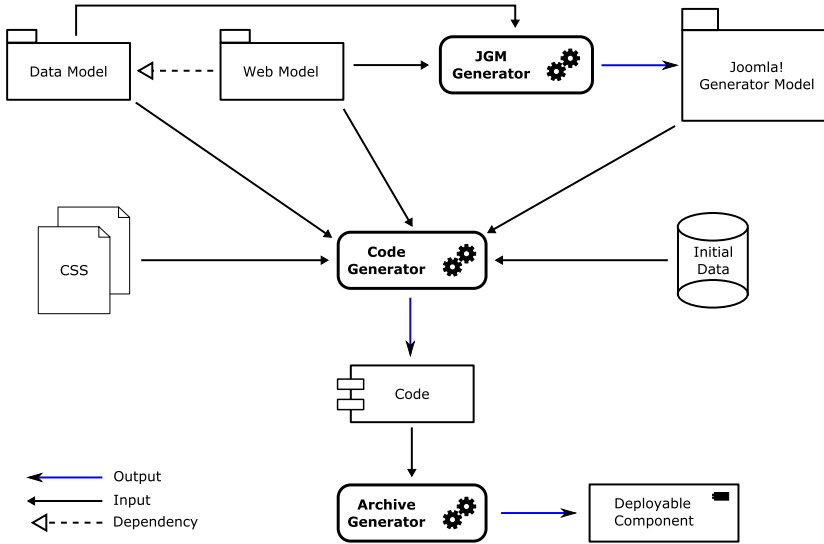 Data Model
Web Model
JGM
Generator
Joomla!
Generator Model
CSS
Code
Generator
Initial
Data
Code
Output
Input
Dependency
Archive
Generator
Deployable
Component